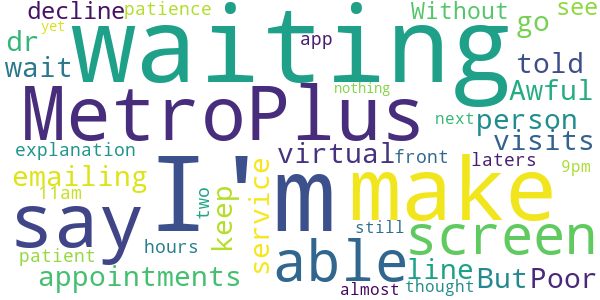 decline patience Without see
yet go
dr waiting app told
wait Awful
MetroPlus nothing
next person
explanation virtual front visits
laters 9pm
emailing I'm make
11am two keep service
say still screen
hours able line
patient But Poor
appointments almost thought